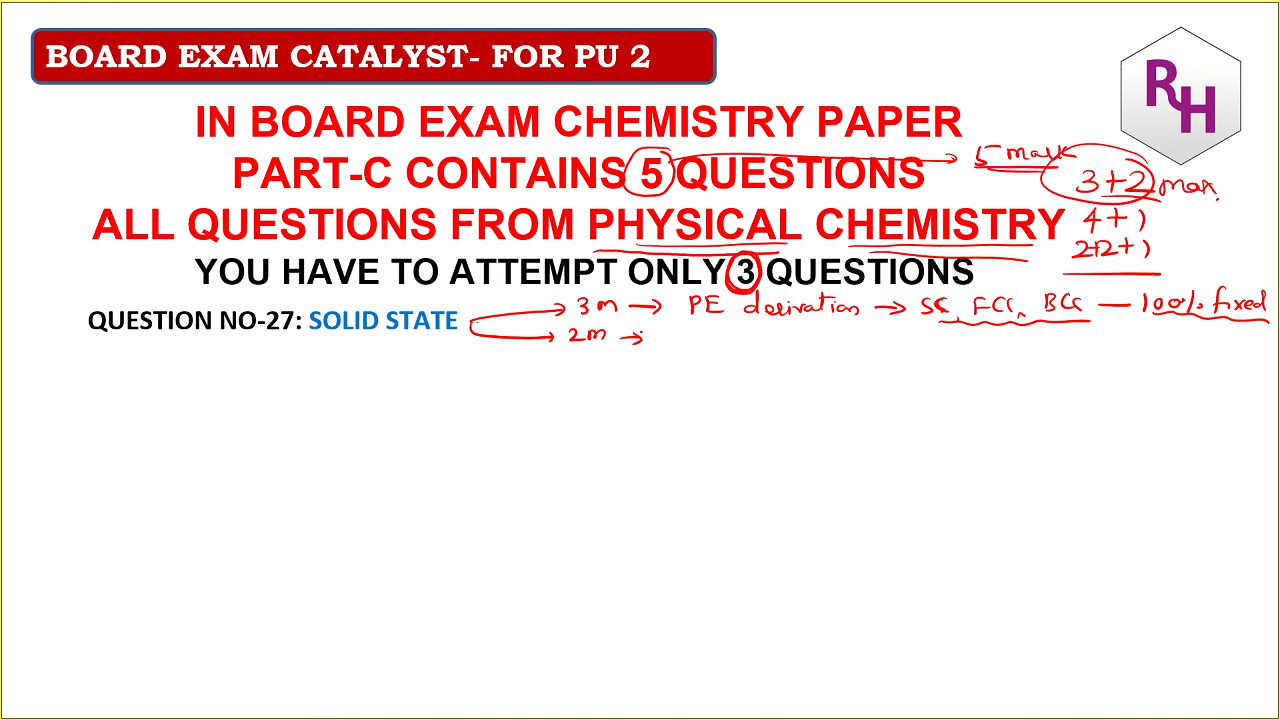 BOARD EXAM CATALYST- FOR PU 2
RH
IN BOARD EXAM CHEMISTRY PAPER
PART-C CONTAINS 5 QUESTIONS
5 mark
3+2 max.
ALL QUESTIONS FROM PHYSICAL CHEMISTRY
4+1
2+2+1
YOU HAVE TO ATTEMPT ONLY 3 QUESTIONS
QUESTION NO-27: SOLID STATE
3m → PE derivation → SC, FCC, BCC — 100% fixed
2m →